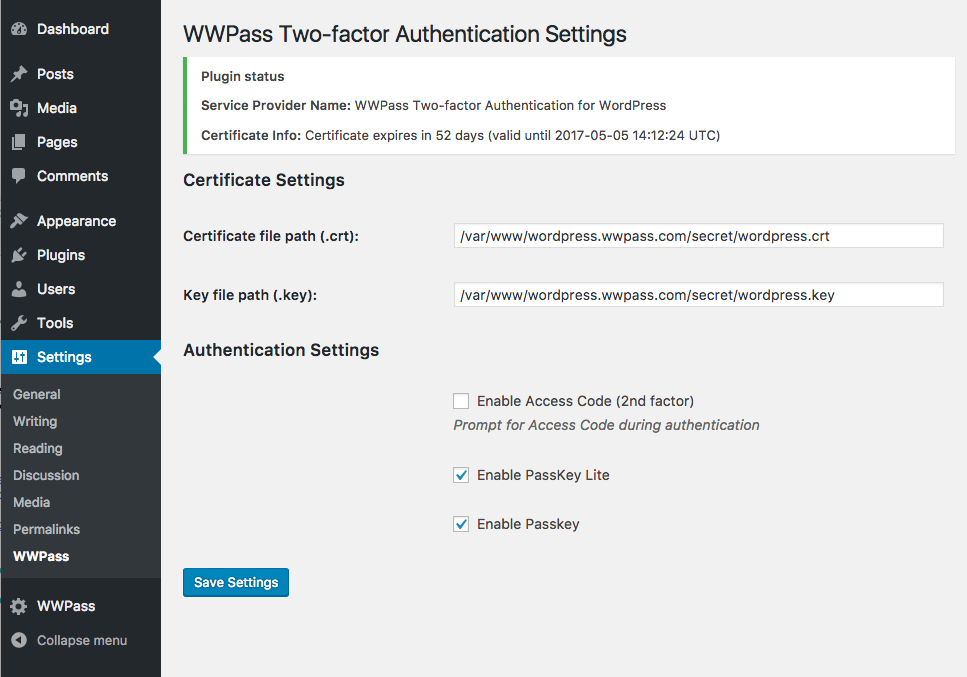 Dashboard
Posts
Media
Pages
Comments
Appearance
Plugins
Users
Tools
Settings
General
Writing
Reading
Discussion
Media
Permalinks
WWPass
WWPass
Collapse menu
WWPass Two-factor Authentication Settings
Plugin status
Service Provider Name: WWPass Two-factor Authentication for WordPress
Certificate Info: Certificate expires in 52 days (valid until 2017-05-05 14:12:24 UTC)
Certificate Settings
Certificate file path (.crt): /var/www/wordpress.wwpass.com/secret/wordpress.crt
Key file path (.key): /var/www/wordpress.wwpass.com/secret/wordpress.key
Authentication Settings
Enable Access Code (2nd factor)
Prompt for Access Code during authentication
Enable PassKey Lite
Enable Passkey
Save Settings